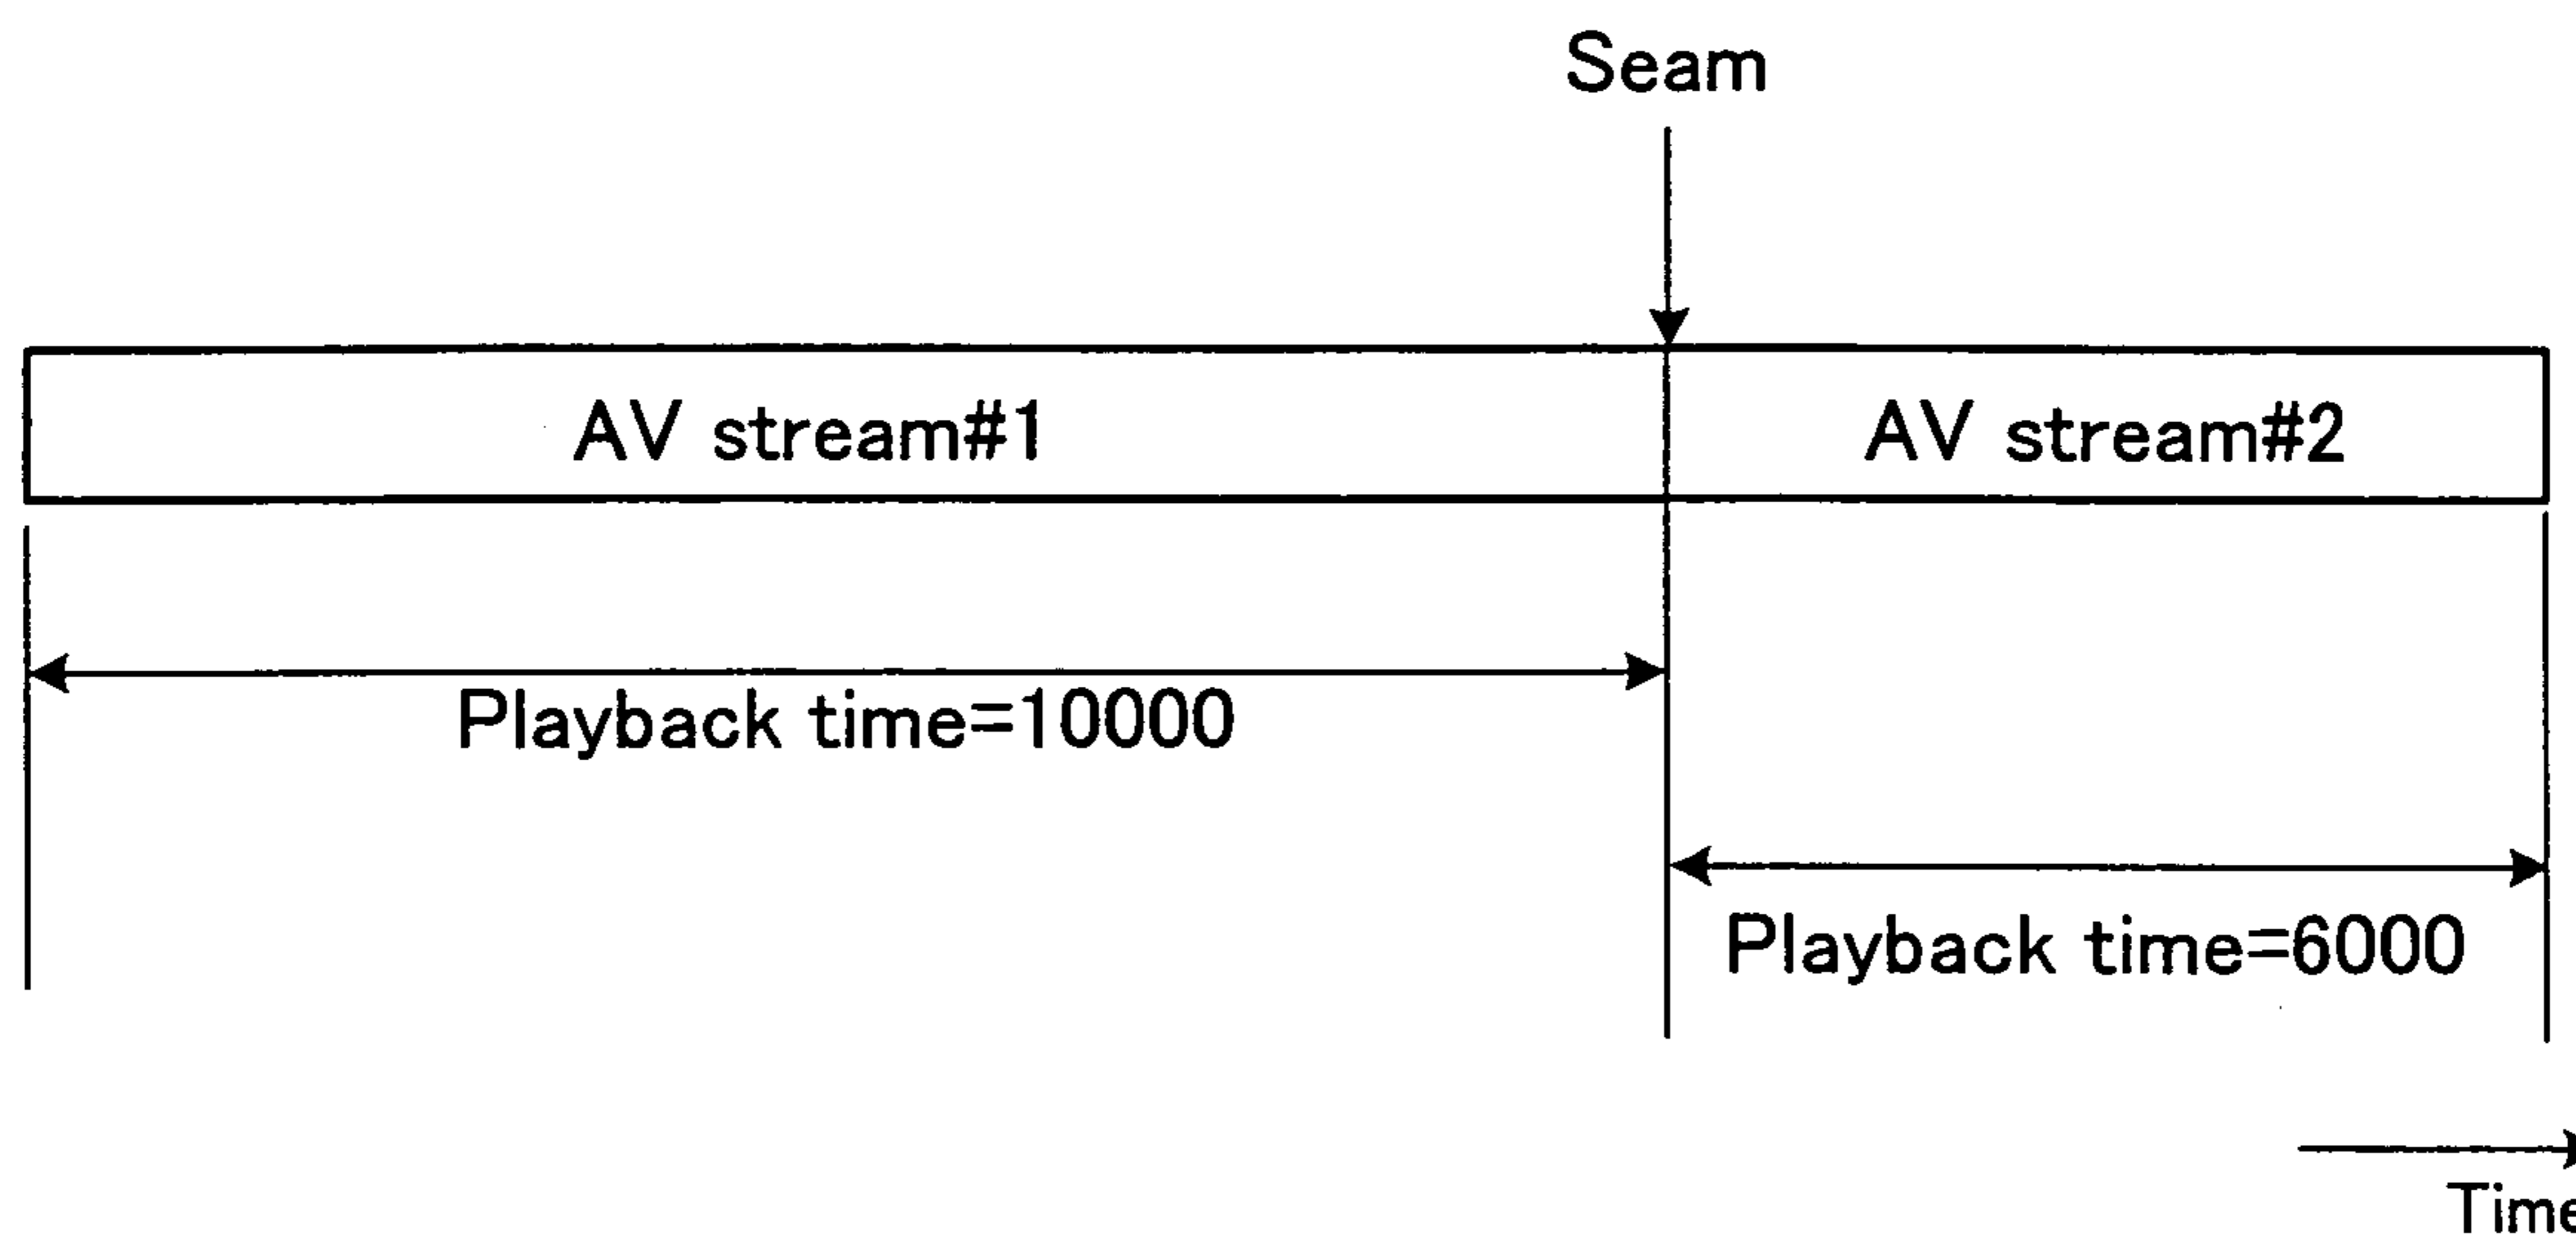 Seam
AV stream#1
AV stream#2
Playback time=10000
Playback time=6000
Time